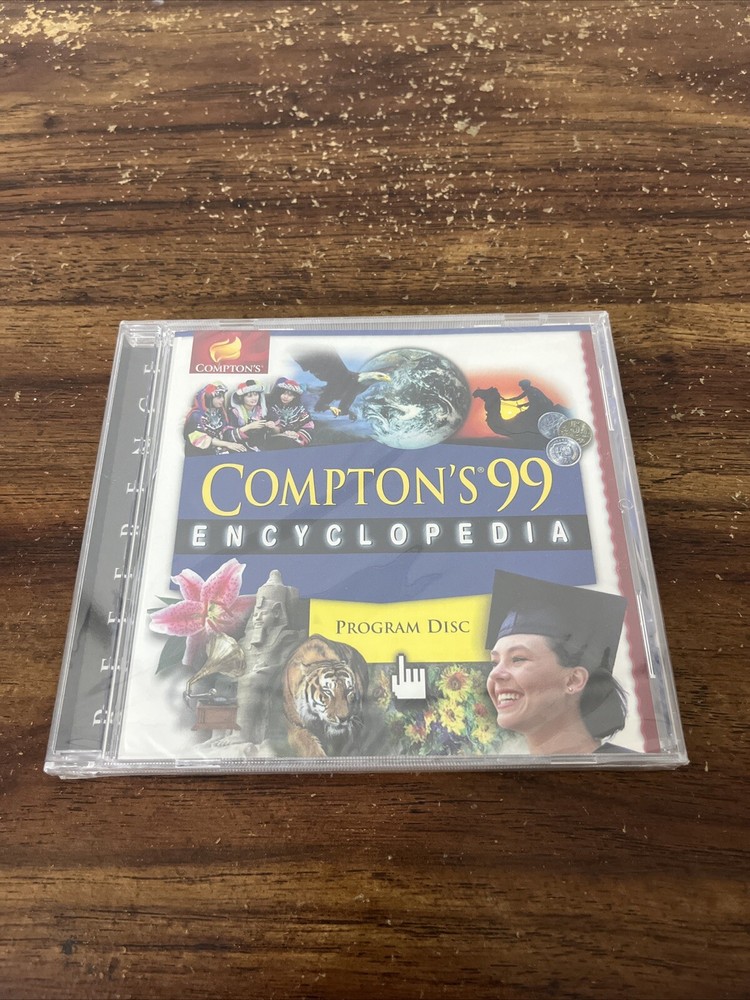 COMPTON'S®
COMPTON'S® 99
ENCYCLOPEDIA
PROGRAM DISC
REFERENCE